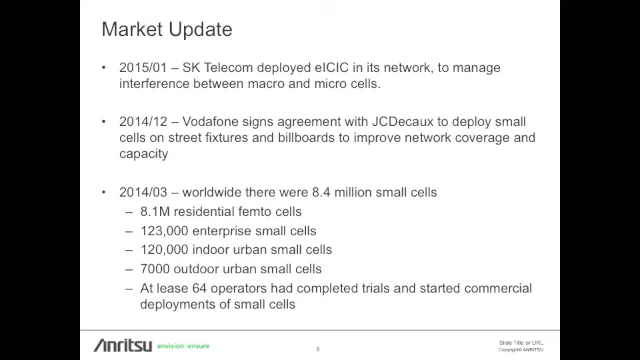 Market Update
• 2015/01 – SK Telecom deployed eICIC in its network, to manage
interference between macro and micro cells.
• 2014/12 – Vodafone signs agreement with JCDecaux to deploy small
cells on street fixtures and billboards to improve network coverage and
capacity
• 2014/03 – worldwide there were 8.4 million small cells
– 8.1M residential femto cells
– 123,000 enterprise small cells
– 120,000 indoor urban small cells
– 7000 outdoor urban small cells
– At lease 64 operators had completed trials and started commercial
deployments of small cells
Anritsu envision:ensure
Slide Title or URL
Copyright© ANRITSU